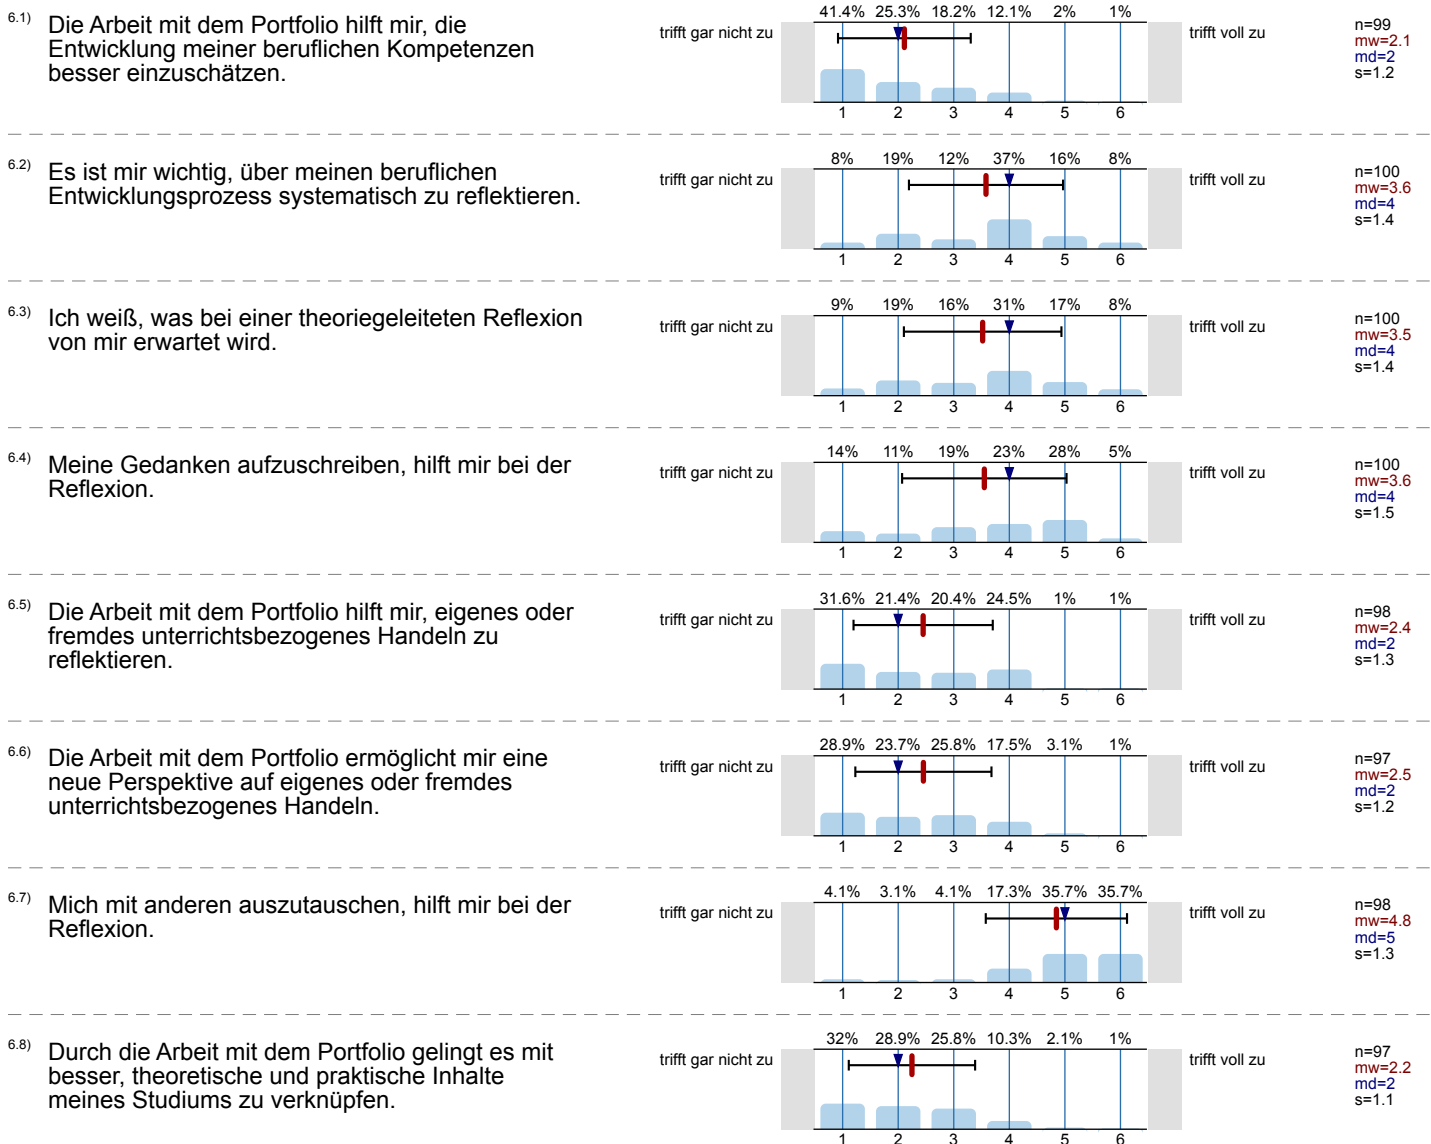 6.1) Die Arbeit mit dem Portfolio hilft mir, die
Entwicklung meiner beruflichen Kompetenzen
besser einzuschätzen.
trifft gar nicht zu
41.4% 25.3% 18.2% 12.1% 2% 1%
1 2 3 4 5 6
trifft voll zu
n=99
mw=2.1
md=2
s=1.2
6.2) Es ist mir wichtig, über meinen beruflichen
Entwicklungsprozess systematisch zu reflektieren.
trifft gar nicht zu
8% 19% 12% 37% 16% 8%
1 2 3 4 5 6
trifft voll zu
n=100
mw=3.6
md=4
s=1.4
6.3) Ich weiß, was bei einer theoriegeleiteten Reflexion
von mir erwartet wird.
trifft gar nicht zu
9% 19% 16% 31% 17% 8%
1 2 3 4 5 6
trifft voll zu
n=100
mw=3.5
md=4
s=1.4
6.4) Meine Gedanken aufzuschreiben, hilft mir bei der
Reflexion.
trifft gar nicht zu
14% 11% 19% 23% 28% 5%
1 2 3 4 5 6
trifft voll zu
n=100
mw=3.6
md=4
s=1.5
6.5) Die Arbeit mit dem Portfolio hilft mir, eigenes oder
fremdes unterrichtsbezogenes Handeln zu
reflektieren.
trifft gar nicht zu
31.6% 21.4% 20.4% 24.5% 1% 1%
1 2 3 4 5 6
trifft voll zu
n=98
mw=2.4
md=2
s=1.3
6.6) Die Arbeit mit dem Portfolio ermöglicht mir eine
neue Perspektive auf eigenes oder fremdes
unterrichtsbezogenes Handeln.
trifft gar nicht zu
28.9% 23.7% 25.8% 17.5% 3.1% 1%
1 2 3 4 5 6
trifft voll zu
n=97
mw=2.5
md=2
s=1.2
6.7) Mich mit anderen auszutauschen, hilft mir bei der
Reflexion.
trifft gar nicht zu
4.1% 3.1% 4.1% 17.3% 35.7% 35.7%
1 2 3 4 5 6
trifft voll zu
n=98
mw=4.8
md=5
s=1.3
6.8) Durch die Arbeit mit dem Portfolio gelingt es mit
besser, theoretische und praktische Inhalte
meines Studiums zu verknüpfen.
trifft gar nicht zu
32% 28.9% 25.8% 10.3% 2.1% 1%
1 2 3 4 5 6
trifft voll zu
n=97
mw=2.2
md=2
s=1.1